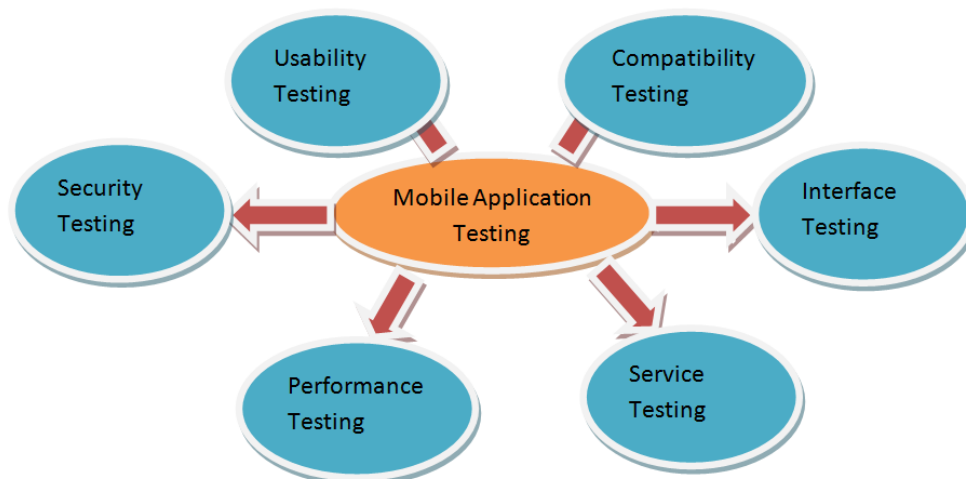 Usability
Testing
Compatibility
Testing
Security
Testing
Mobile Application
Testing
Interface
Testing
Performance
Testing
Service
Testing